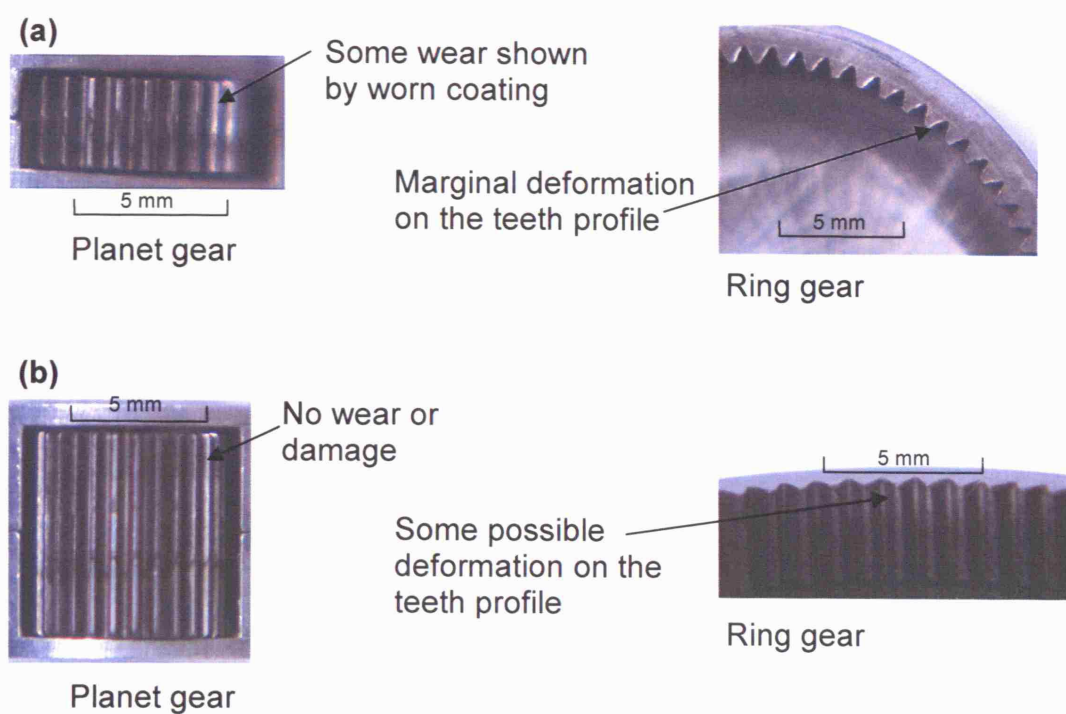 (a)
Some wear shown
by worn coating
5 mm
Planet gear
Marginal deformation
on the teeth profile
5 mm
Ring gear
(b)
5 mm
No wear or
damage
Planet gear
5 mm
Some possible
deformation on the
teeth profile
Ring gear